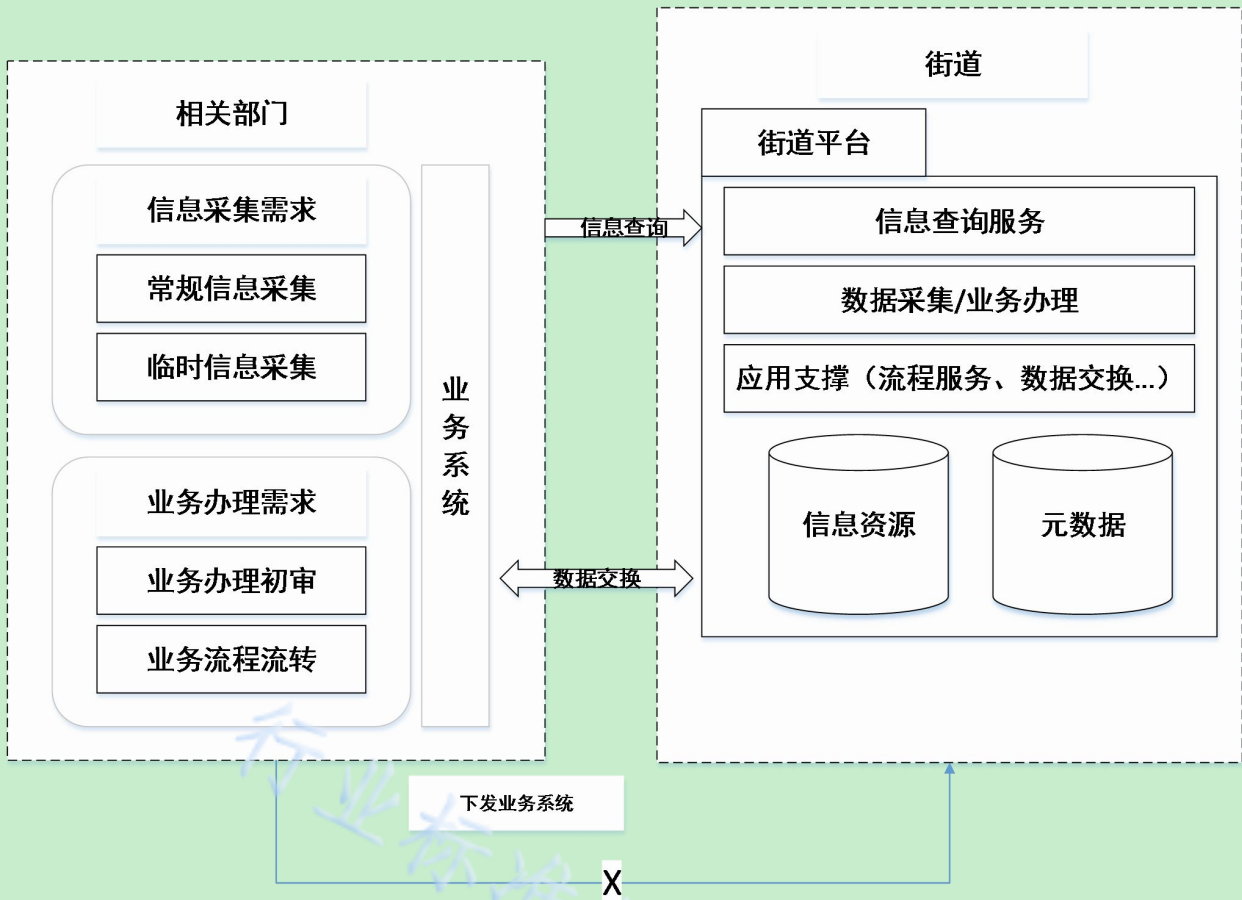 相关部门
信息采集需求
常规信息采集
临时信息采集
业务办理需求
业务办理初审
业务流程流转
业务系统
信息查询
数据交换
街道
街道平台
信息查询服务
数据采集/业务办理
应用支撑（流程服务、数据交换...）
信息资源
元数据
下发业务系统
X
行业标准